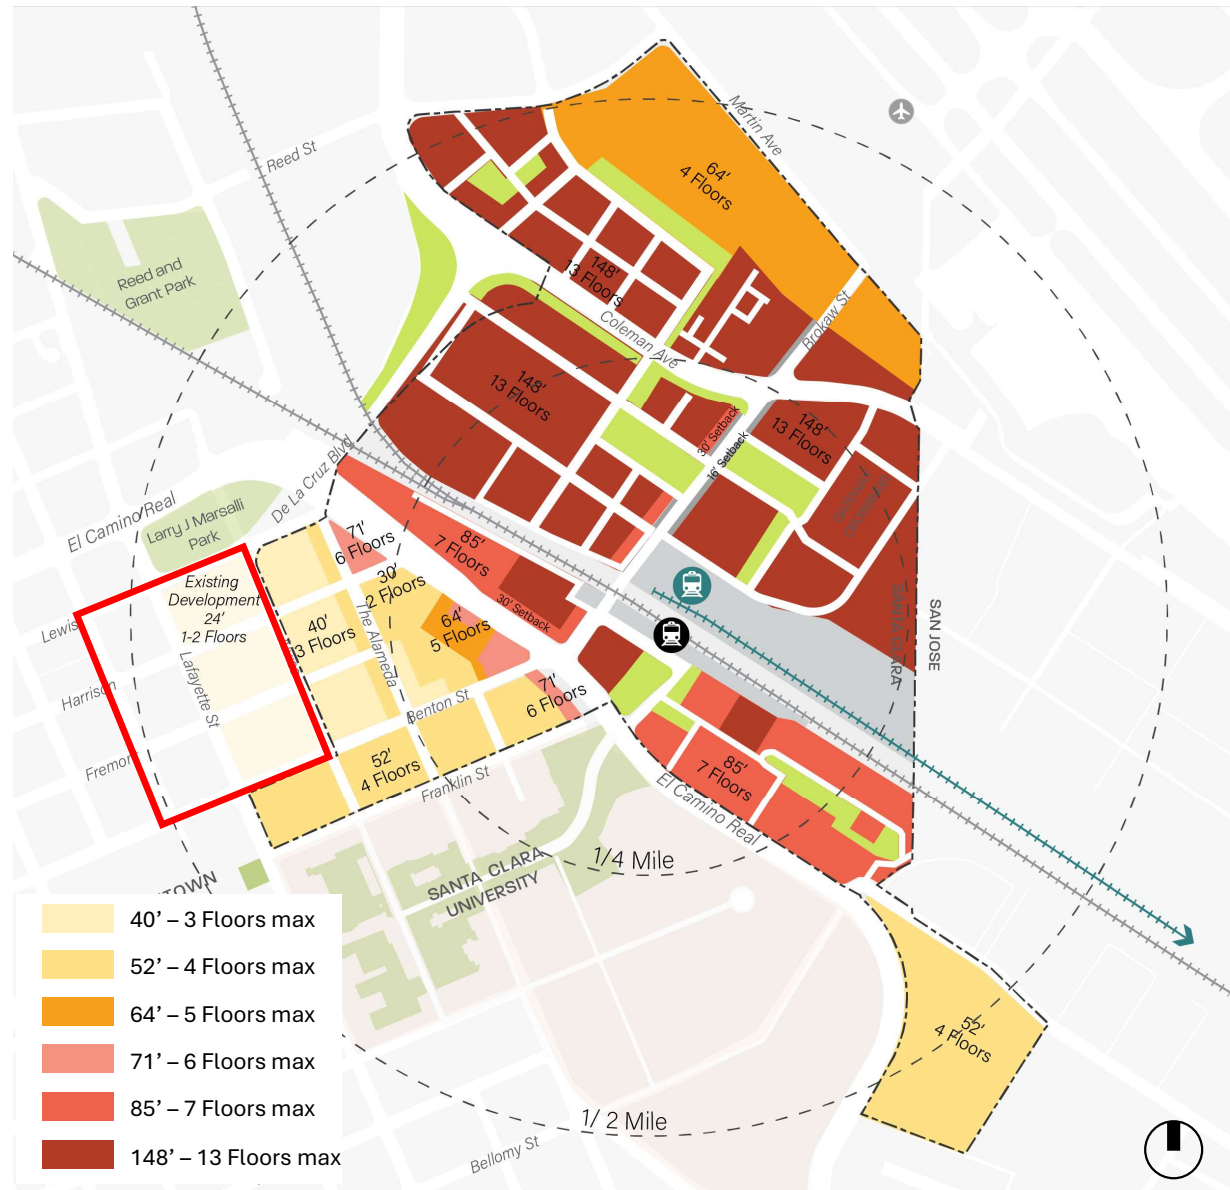 Martin Ave
Reed St
64'
4 Floors
Reed and
Grant Park
148'
13 Floors
Brokaw St
Coleman Ave
148'
13 Floors
30' Setback
148'
13 Floors
16' Setback
De La Cruz Blvd
El Camino Real
Larry J Marsalli
Park
71'
6 Floors
85'
7 Floors
Existing
Development
24'
1-2 Floors
30'
2 Floors
30' Setback
40'
3 Floors
64'
5 Floors
The Alameda
Lewis
SANTA CLARA
SAN JOSE
Harrison
Lafayette St
Benton St
71'
6 Floors
Fremont
52'
4 Floors
Franklin St
85'
7 Floors
El Camino Real
1/4 Mile
SANTA CLARA
UNIVERSITY
TOWN
40' – 3 Floors max
52' – 4 Floors max
64' – 5 Floors max
71' – 6 Floors max
85' – 7 Floors max
148' – 13 Floors max
52'
4 Floors
1/ 2 Mile
Bellomy St